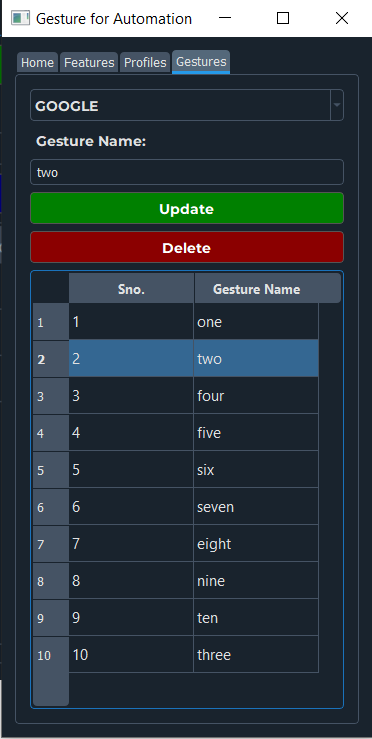 Gesture for Automation
Home Features Profiles Gestures
GOOGLE
Gesture Name:
two
Update
Delete
Sno. Gesture Name
1 1 one
2 2 two
3 3 four
4 4 five
5 5 six
6 6 seven
7 7 eight
8 8 nine
9 9 ten
10 10 three